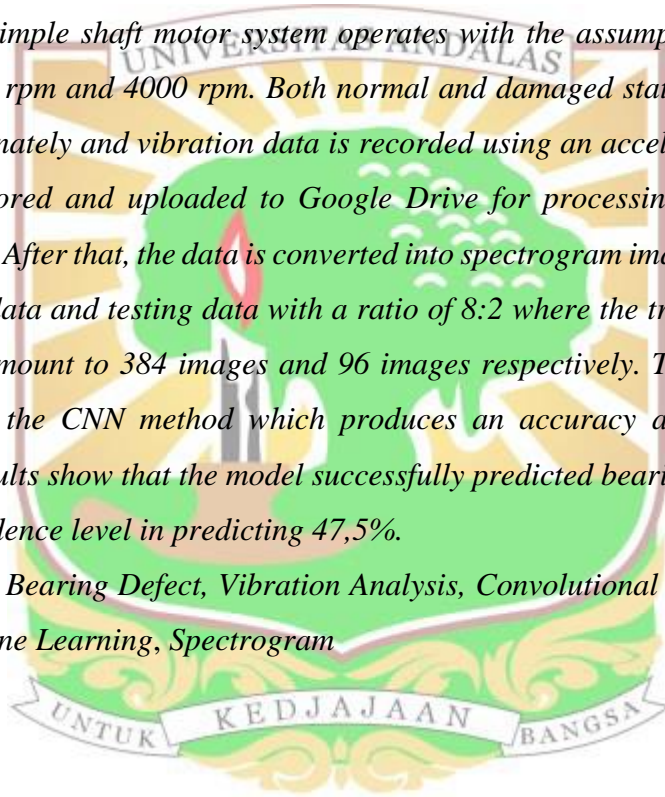 imple shaft motor system operates with the assump
UNIVERSITAS ANDALAS
rpm and 4000 rpm. Both normal and damaged stat
nately and vibration data is recorded using an accel
ored and uploaded to Google Drive for processin
After that, the data is converted into spectrogram ima
data and testing data with a ratio of 8:2 where the tr
mount to 384 images and 96 images respectively. T
the CNN method which produces an accuracy a
ults show that the model successfully predicted beari
dence level in predicting 47,5%.
Bearing Defect, Vibration Analysis, Convolutional
ne Learning, Spectrogram
UNTUK KEDJAJAAN BANGSA